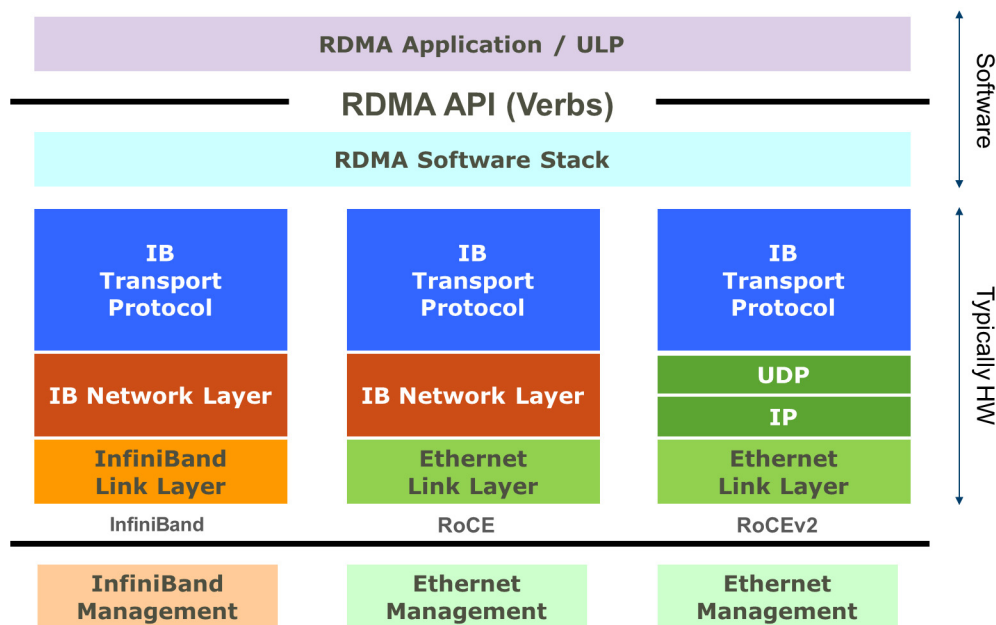 RDMA Application / ULP
RDMA API (Verbs)
RDMA Software Stack
Software
IB
Transport
Protocol
IB
Transport
Protocol
IB
Transport
Protocol
IB Network Layer
IB Network Layer
UDP
IP
InfiniBand
Link Layer
Ethernet
Link Layer
Ethernet
Link Layer
Typically HW
InfiniBand
RoCE
RoCEv2
InfiniBand
Management
Ethernet
Management
Ethernet
Management